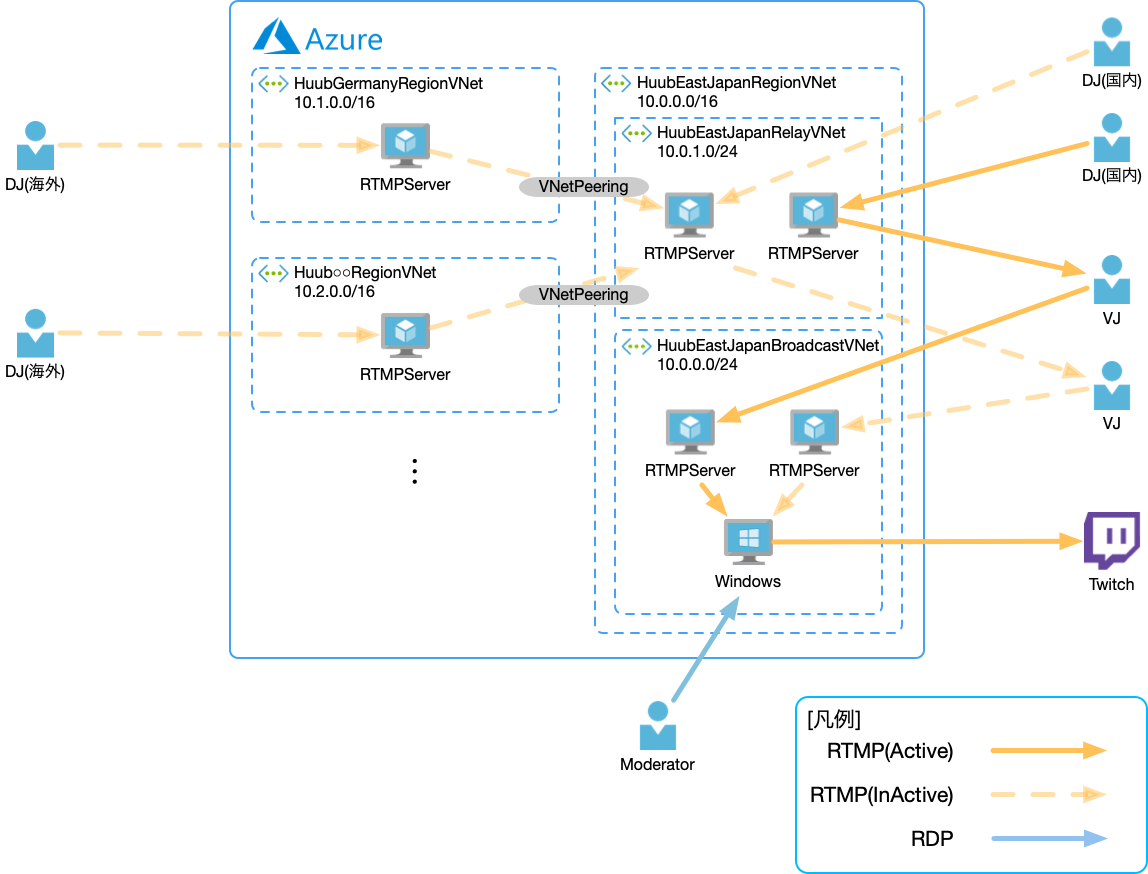 Azure
HuubGermanyRegionVNet
10.1.0.0/16
RTMPServer
DJ(海外)
VNetPeering
Huub○○RegionVNet
10.2.0.0/16
RTMPServer
DJ(海外)
VNetPeering
⋮
HuubEastJapanRegionVNet
10.0.0.0/16
HuubEastJapanRelayVNet
10.0.1.0/24
RTMPServer
RTMPServer
HuubEastJapanBroadcastVNet
10.0.0.0/24
RTMPServer
RTMPServer
Windows
DJ(国内)
DJ(国内)
VJ
VJ
Twitch
Moderator
[凡例]
RTMP(Active)
RTMP(InActive)
RDP